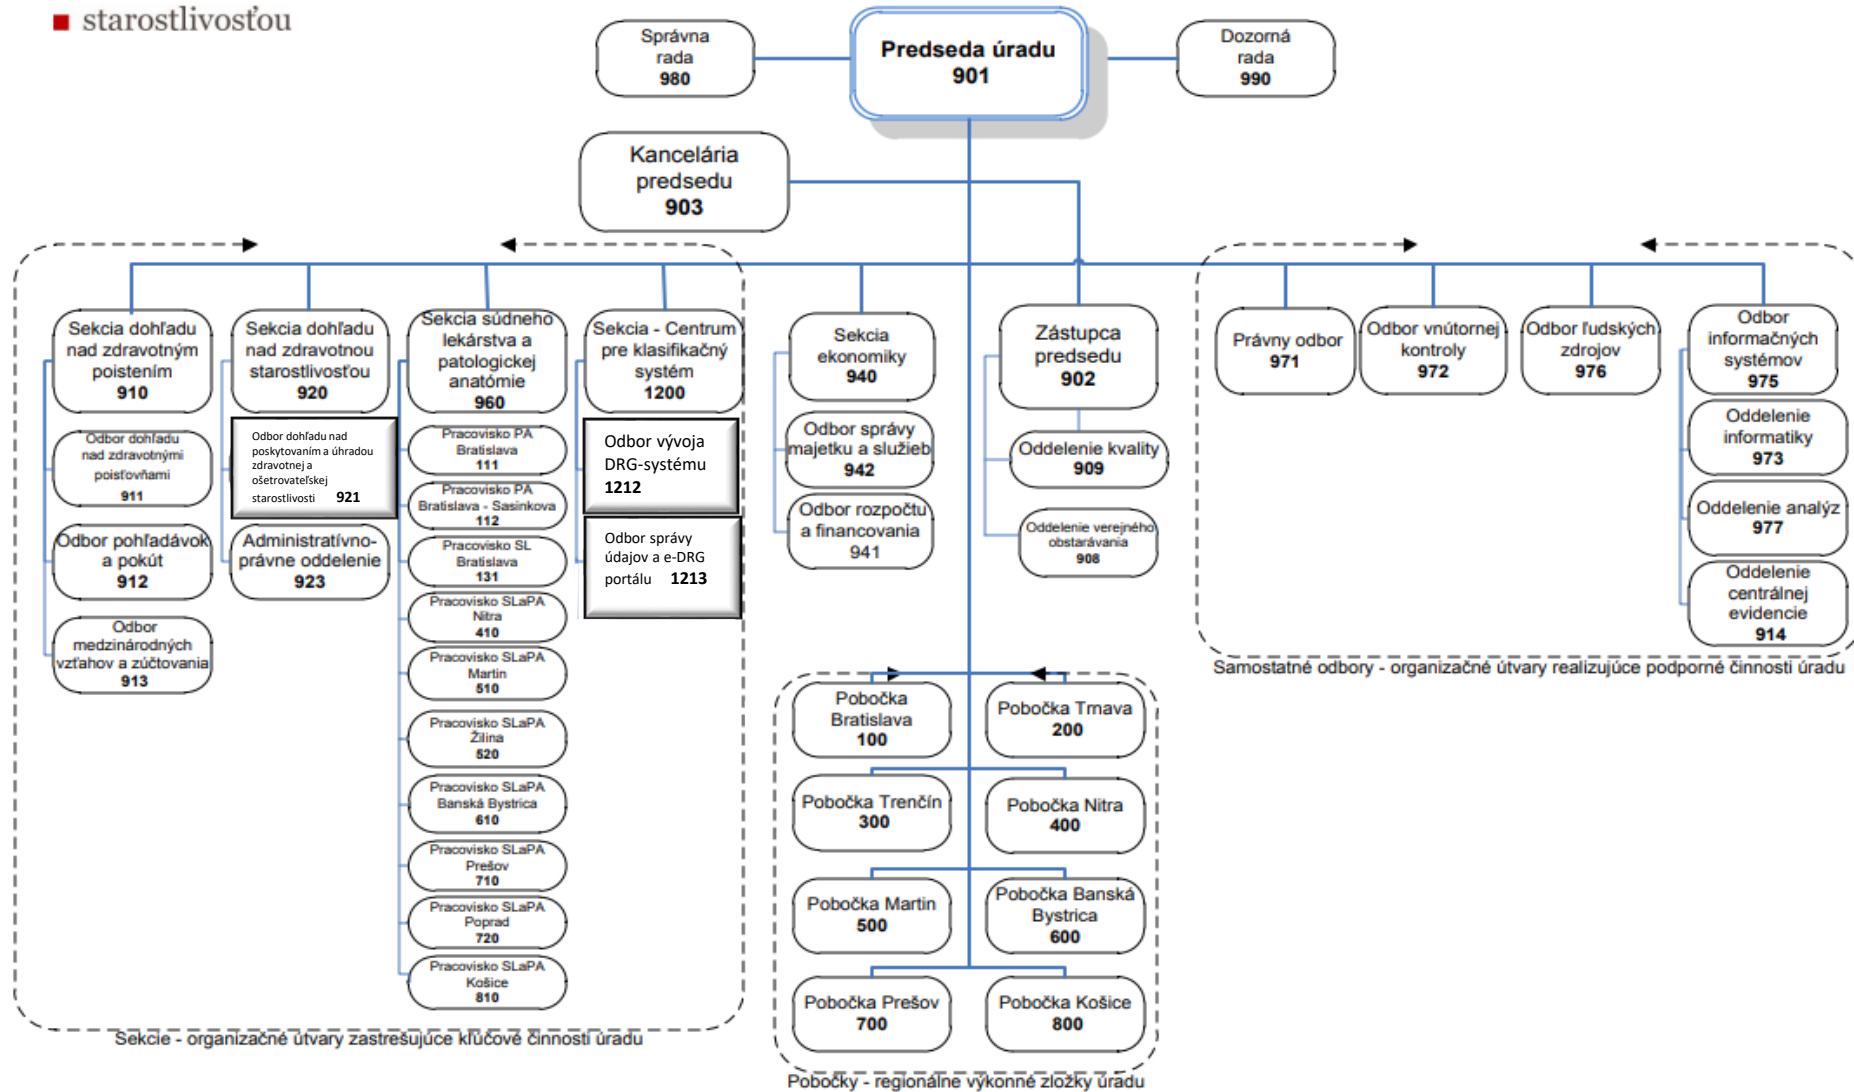 starostlivosťou
Správna
rada
980
Predseda úradu
901
Dozorná
rada
990
Kancelária
predsedu
903
Sekcia dohľadu
nad zdravotným
poistením
910
Odbor dohľadu
nad zdravotnými
poisťovňami
911
Odbor pohľadávok
a pokút
912
Odbor
medzinárodných
vzťahov a zúčtovania
913
Sekcia dohľadu
nad zdravotnou
starostlivosťou
920
Odbor dohľadu nad
poskytovaním a úhradou
zdravotnej a
ošetrovateľskej
starostlivosti 921
Administratívno-
právne oddelenie
923
Sekcia súdneho
lekárstva a
patologickej
anatómie
960
Pracovisko PA
Bratislava
111
Pracovisko PA
Bratislava - Sasinkova
112
Pracovisko SL
Bratislava
131
Pracovisko SLaPA
Nitra
410
Pracovisko SLaPA
Martin
510
Pracovisko SLaPA
Žilina
520
Pracovisko SLaPA
Banská Bystrica
610
Pracovisko SLaPA
Prešov
710
Pracovisko SLaPA
Poprad
720
Pracovisko SLaPA
Košice
810
Sekcia - Centrum
pre klasifikačný
systém
1200
Odbor vývoja
DRG-systému
1212
Odbor správy
údajov a e-DRG
portálu 1213
Sekcie - organizačné útvary zastrešujúce kľúčové činnosti úradu
Sekcia
ekonomiky
940
Odbor správy
majetku a služieb
942
Odbor rozpočtu
a financovania
941
Zástupca
predsedu
902
Oddelenie kvality
909
Oddelenie verejného
obstarávania
908
Právny odbor
971
Odbor vnútornej
kontroly
972
Odbor ľudských
zdrojov
976
Odbor
informačných
systémov
975
Oddelenie
informatiky
973
Oddelenie analýz
977
Oddelenie
centrálnej
evidencie
914
Samostatné odbory - organizačné útvary realizujúce podporné činnosti úradu
Pobočka
Bratislava
100
Pobočka Trnava
200
Pobočka Trenčín
300
Pobočka Nitra
400
Pobočka Martin
500
Pobočka Banská
Bystrica
600
Pobočka Prešov
700
Pobočka Košice
800
Pobočky - regionálne výkonné zložky úradu